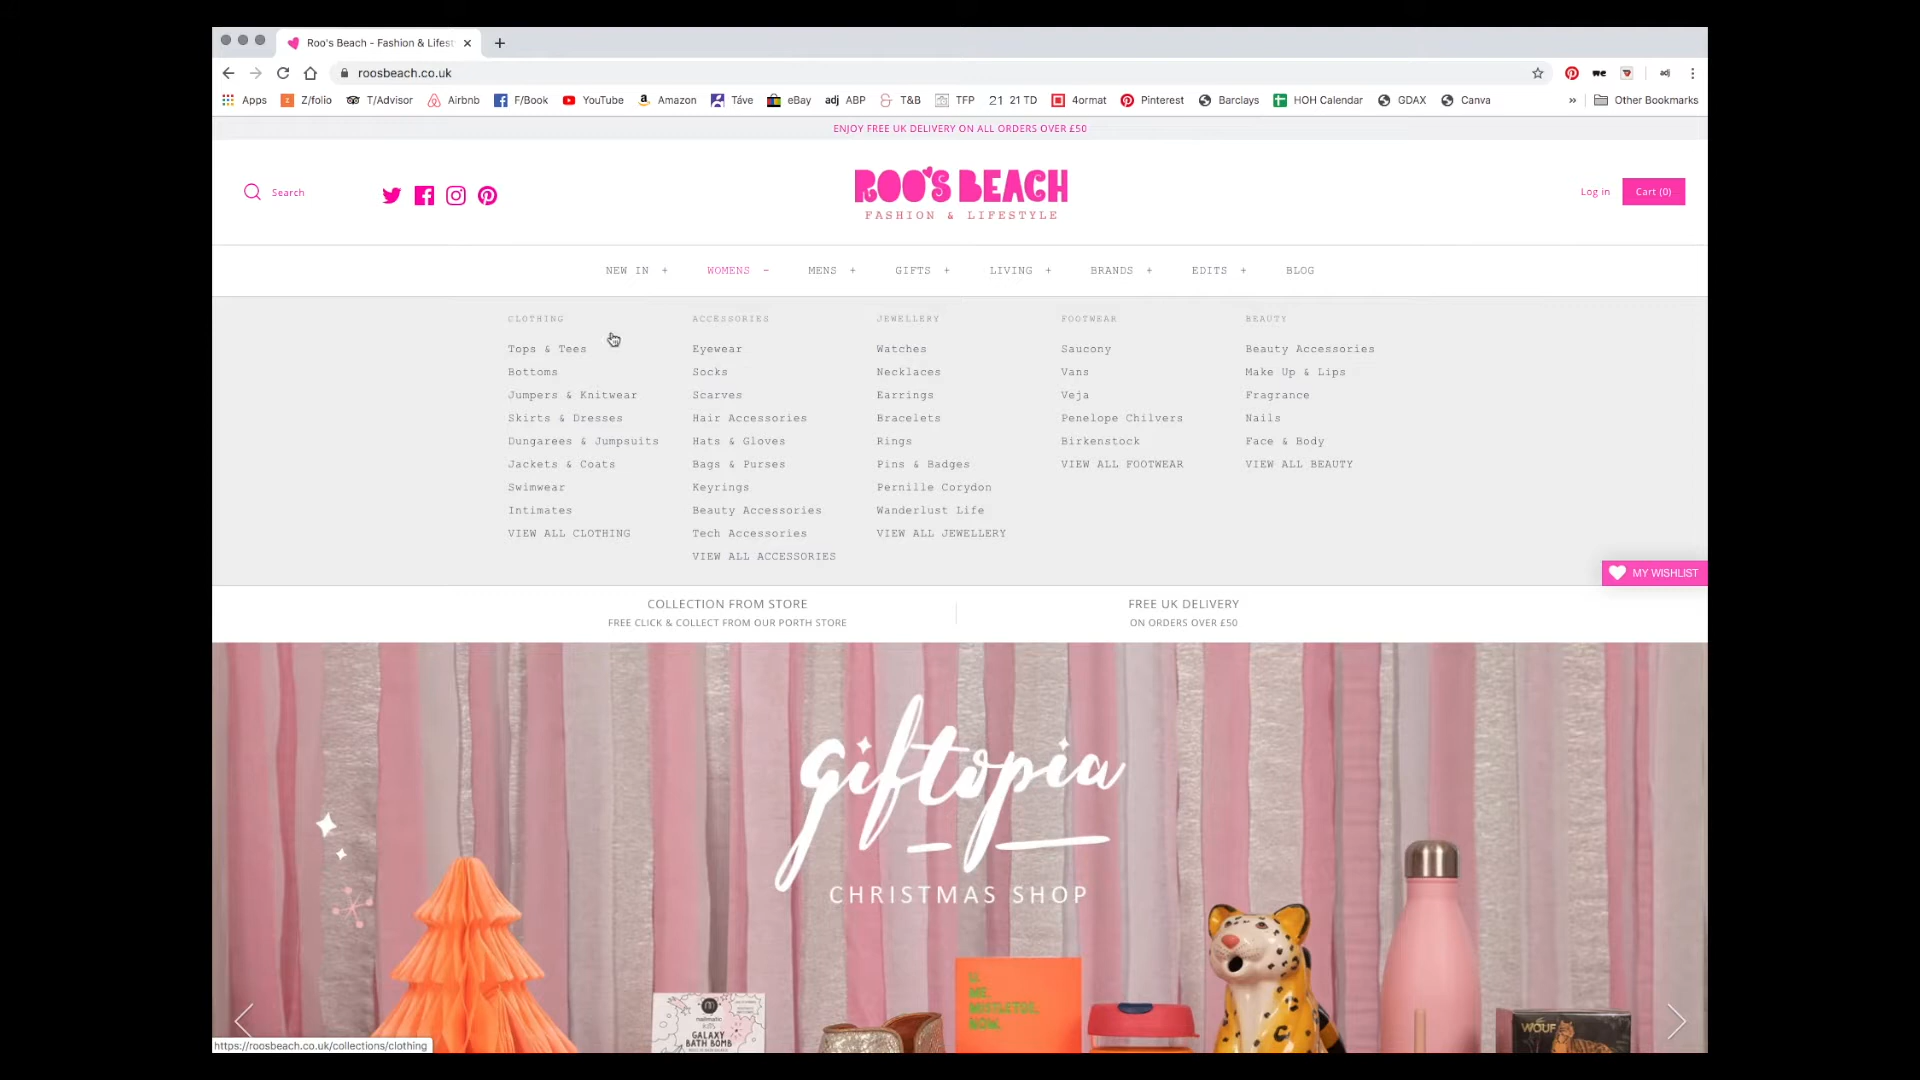 Roo's Beach - Fashion & Lifest
roosbeach.co.uk
we
adj
Apps
Z/folio
T/Advisor
Airbnb
F/Book
YouTube
Amazon
Táve
eBay
adj ABP
T&B
TFP
21 21 TD
4ormat
Pinterest
Barclays
HOH Calendar
GDAX
Canva
»
Other Bookmarks
ENJOY FREE UK DELIVERY ON ALL ORDERS OVER £50
Search
ROO'S BEACH
FASHION & LIFESTYLE
Log in
Cart (0)
NEW IN +
WOMENS -
MENS +
GIFTS +
LIVING +
BRANDS +
EDITS +
BLOG
CLOTHING
Tops & Tees
Bottoms
Jumpers & Knitwear
Skirts & Dresses
Dungarees & Jumpsuits
Jackets & Coats
Swimwear
Intimates
VIEW ALL CLOTHING
ACCESSORIES
Eyewear
Socks
Scarves
Hair Accessories
Hats & Gloves
Bags & Purses
Keyrings
Beauty Accessories
Tech Accessories
VIEW ALL ACCESSORIES
JEWELLERY
Watches
Necklaces
Earrings
Bracelets
Rings
Pins & Badges
Pernille Corydon
Wanderlust Life
VIEW ALL JEWELLERY
FOOTWEAR
Saucony
Vans
Veja
Penelope Chilvers
Birkenstock
VIEW ALL FOOTWEAR
BEAUTY
Beauty Accessories
Make Up & Lips
Fragrance
Nails
Face & Body
VIEW ALL BEAUTY
MY WISHLIST
COLLECTION FROM STORE
FREE CLICK & COLLECT FROM OUR PORTH STORE
FREE UK DELIVERY
ON ORDERS OVER £50
giftopia
CHRISTMAS SHOP
U.
ME.
MISTLETOE.
NOW.
nailmatic
KIDS
GALAXY
BATH BOMB
WOUF
https://roosbeach.co.uk/collections/clothing